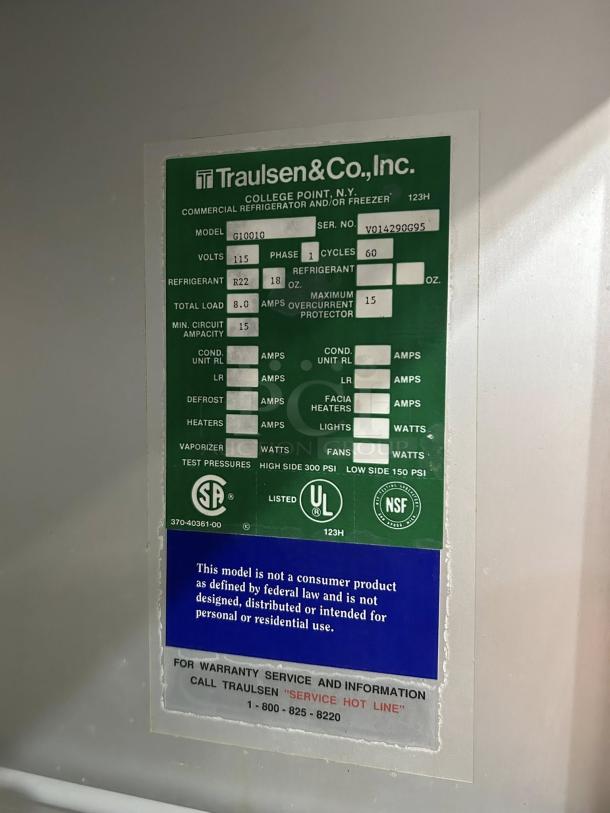 Traulsen&Co.,Inc.
COLLEGE POINT, N.Y.
COMMERCIAL REFRIGERATOR AND/OR FREEZER 123H
MODEL G10010 SER. NO. V014290G95
VOLTS 115 PHASE 1 CYCLES 60
REFRIGERANT R22 18 OZ. REFRIGERANT OZ.
TOTAL LOAD 8.0 AMPS MAXIMUM OVERCURRENT PROTECTOR 15
MIN. CIRCUIT AMPACITY 15
COND. UNIT RL AMPS COND. UNIT RL AMPS
LR AMPS LR AMPS
DEFROST AMPS FACIA HEATERS AMPS
HEATERS AMPS LIGHTS WATTS
VAPORIZER WATTS FANS WATTS
TEST PRESSURES HIGH SIDE 300 PSI LOW SIDE 150 PSI
SA ® LISTED UL ® NSF
370-40361-00 © 123H
This model is not a consumer product
as defined by federal law and is not
designed, distributed or intended for
personal or residential use.
FOR WARRANTY SERVICE AND INFORMATION
CALL TRAULSEN "SERVICE HOT LINE"
1 - 800 - 825 - 8220